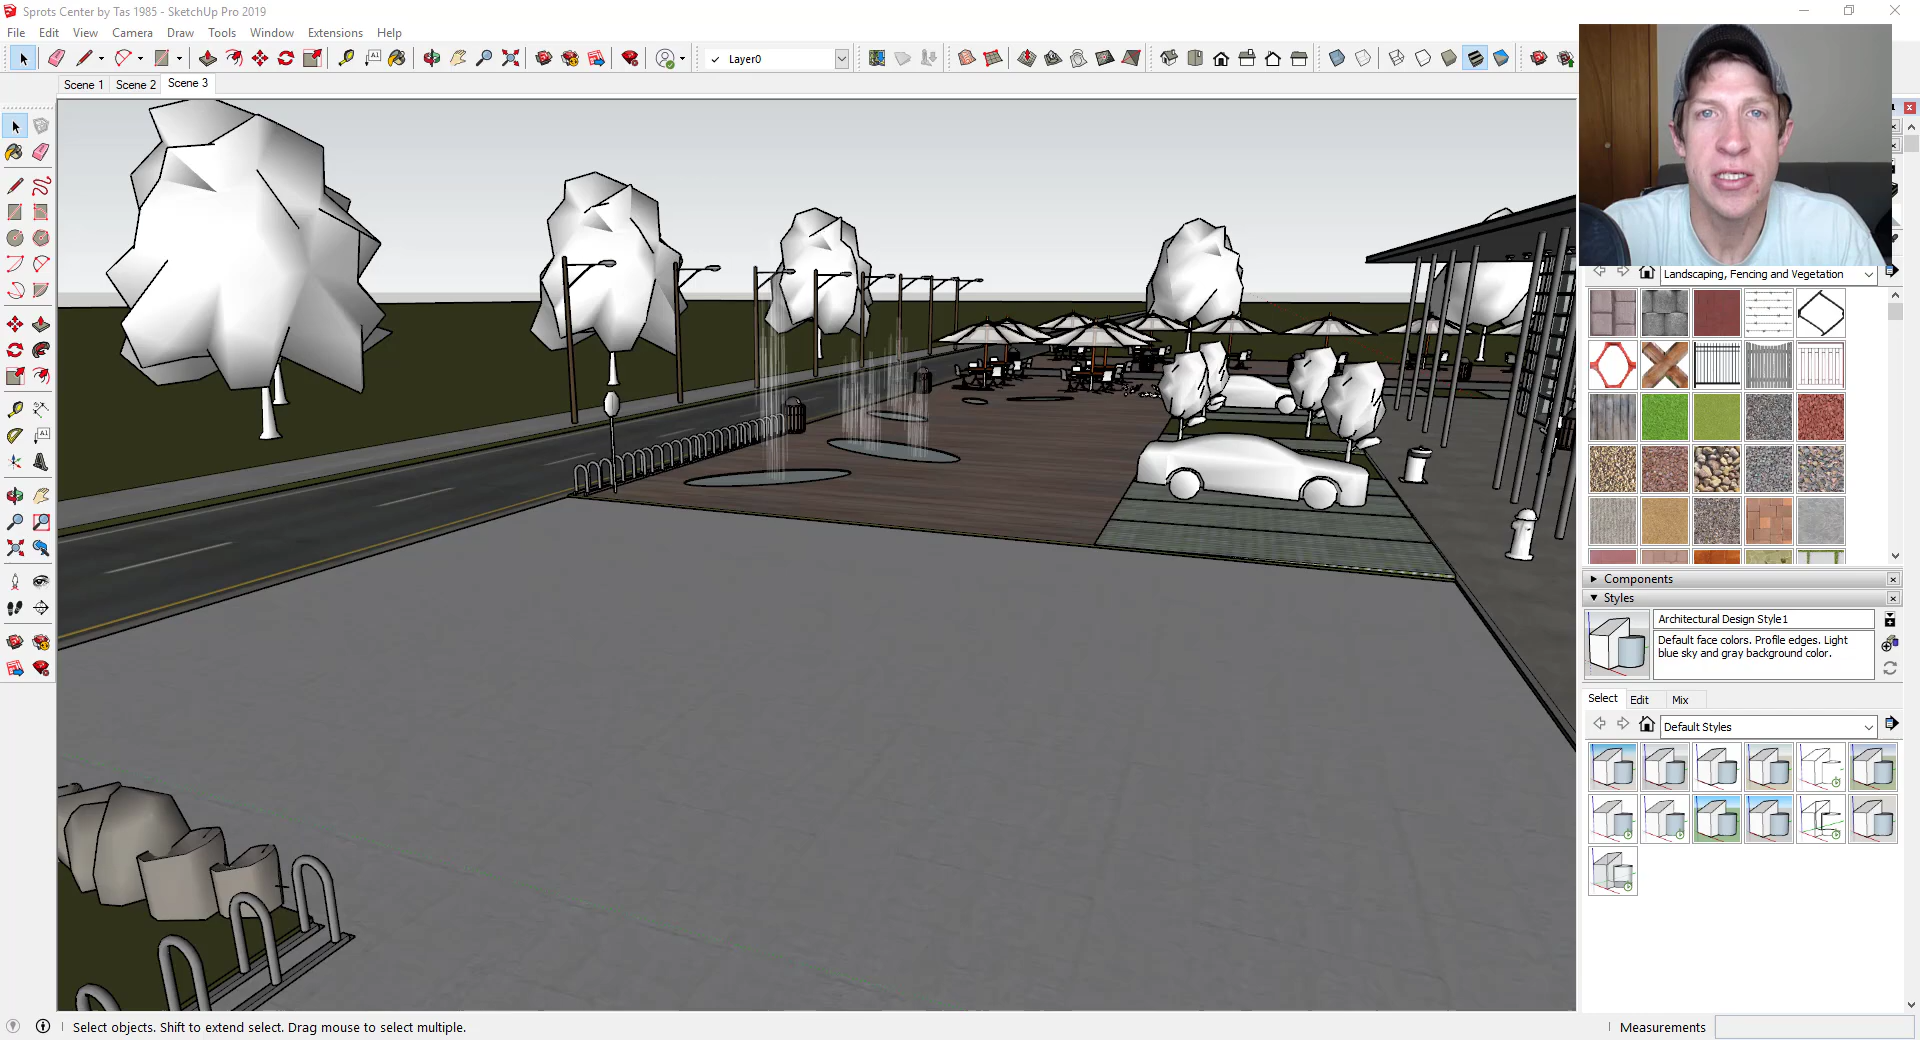 Sprots Center by Tas 1985 - SketchUp Pro 2019
File Edit View Camera Draw Tools Window Extensions Help
Layer0
Scene 1 Scene 2 Scene 3
Landscaping, Fencing and Vegetation
Components
Styles
Architectural Design Style1
Default face colors. Profile edges. Light
blue sky and gray background color.
Select Edit Mix
Default Styles
Select objects. Shift to extend select. Drag mouse to select multiple.
Measurements